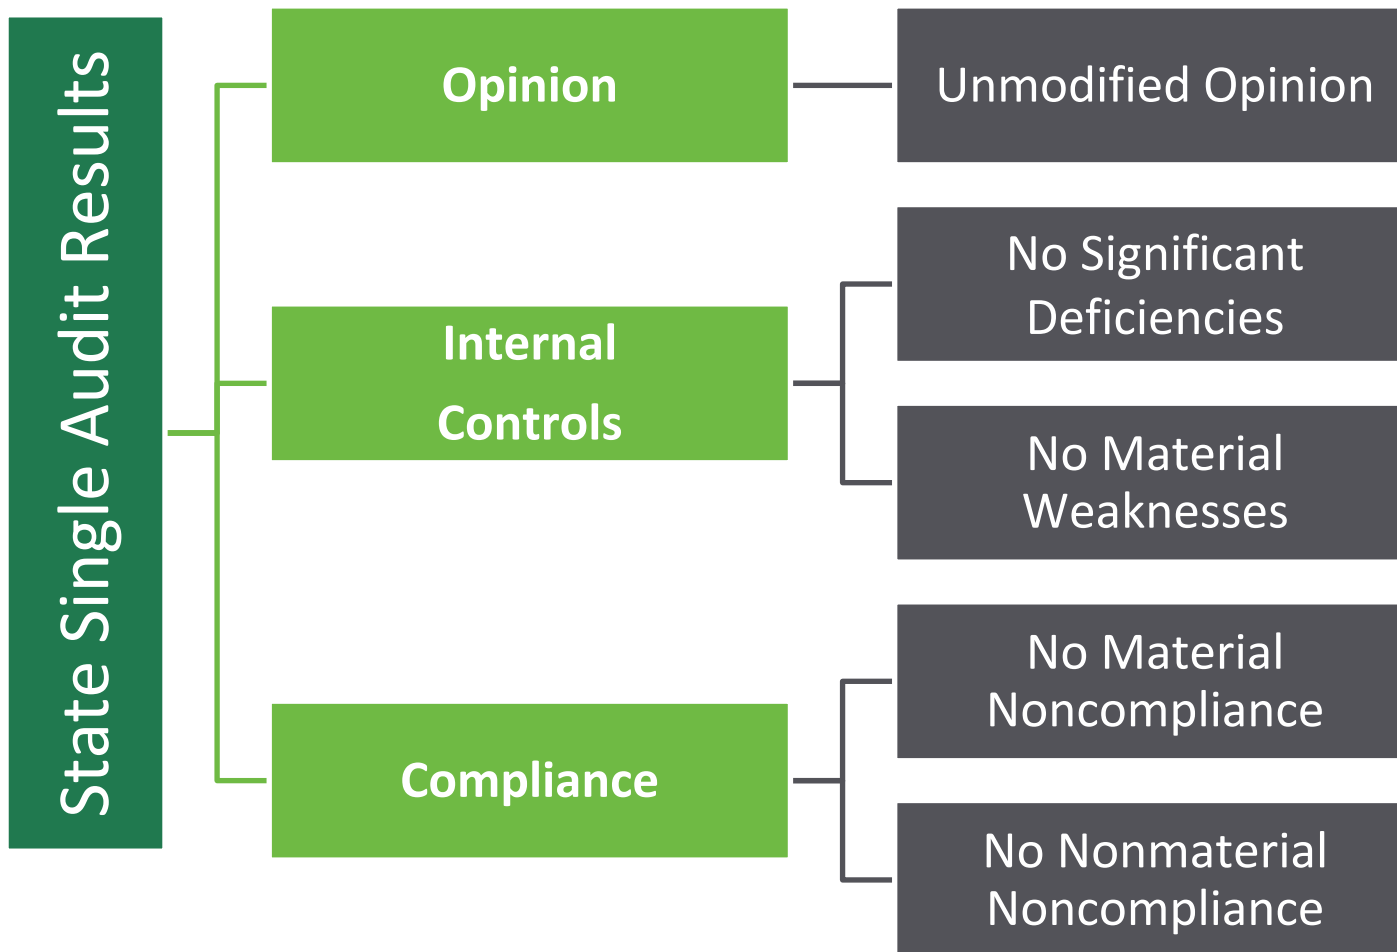 State Single Audit Results
Opinion
Unmodified Opinion
Internal
Controls
No Significant
Deficiencies
No Material
Weaknesses
Compliance
No Material
Noncompliance
No Nonmaterial
Noncompliance